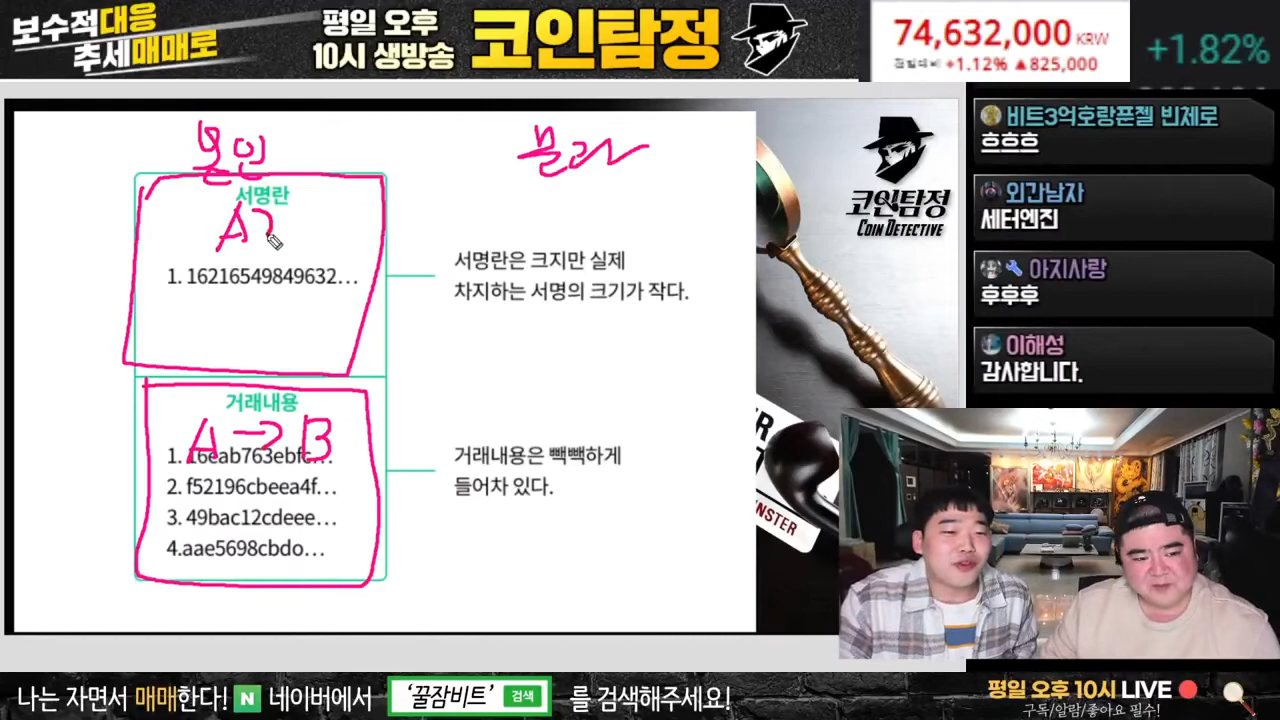 보수적대응
추세매매로
평일 오후
10시 생방송
코인탐정
74,632,000 KRW
전일대비 +1.12% ▲825,000
+1.82%
본인
문과
서명란
A?
1. 16216549849632...
서명란은 크지만 실제
차지하는 서명의 크기가 작다.
거래내용
A → B
1. 16eab763ebfc...
2. f52196cbeea4f...
3. 49bac12cdeee...
4.aae5698cbdo...
거래내용은 빽빽하게
들어차 있다.
코인탐정
COIN DETECTIVE
비트3억호랑픈젤 빈체로
흐흐흐
외간남자
세터엔진
아지사랑
후후후
이해성
감사합니다.
나는 자면서 매매한다! N 네이버에서 '꿀잠비트' 검색 를 검색해주세요!
평일 오후 10시 LIVE
구독/알람/좋아요 필수!